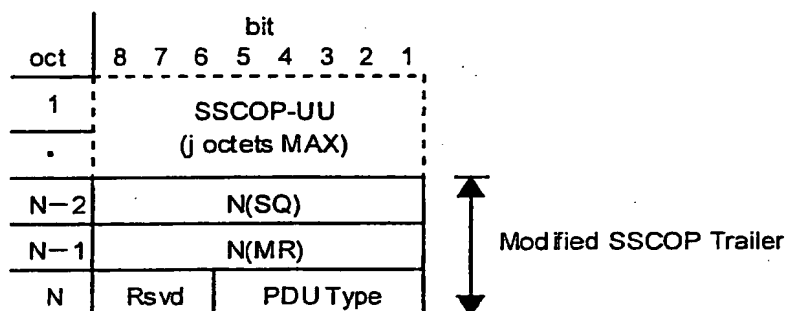 bit
oct 8 7 6 5 4 3 2 1
1 SSCOP-UU
. (j octets MAX)
N-2 N(SQ)
N-1 N(MR) Modified SSCOP Trailer
N Rsvd PDU Type